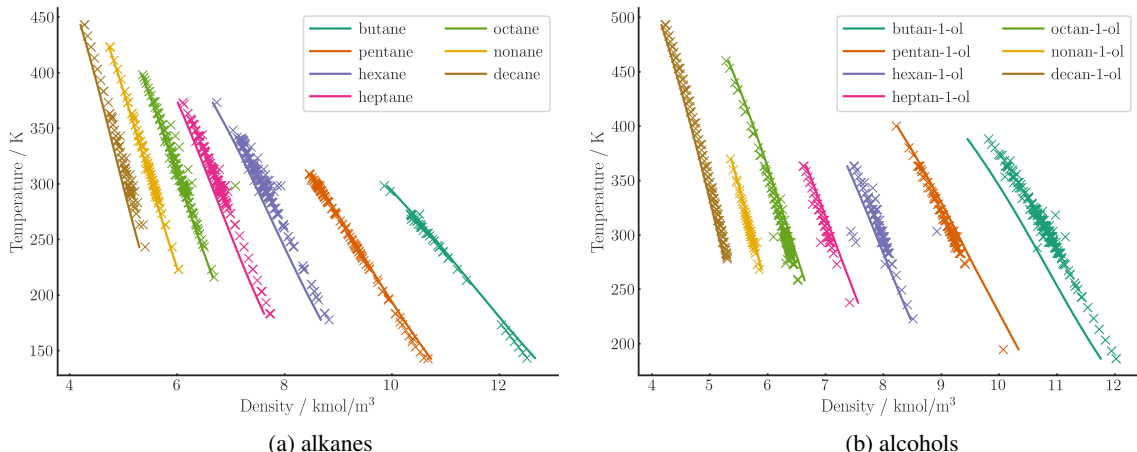 450
400
350
300
250
200
150
Temperature / K
4
6
8
10
12
Density / kmol/m³
butane
pentane
hexane
heptane
octane
nonane
decane
(a) alkanes
500
450
400
350
300
250
200
Temperature / K
4
5
6
7
8
9
10
11
12
Density / kmol/m³
butan-1-ol
pentan-1-ol
hexan-1-ol
heptan-1-ol
octan-1-ol
nonan-1-ol
decan-1-ol
(b) alcohols